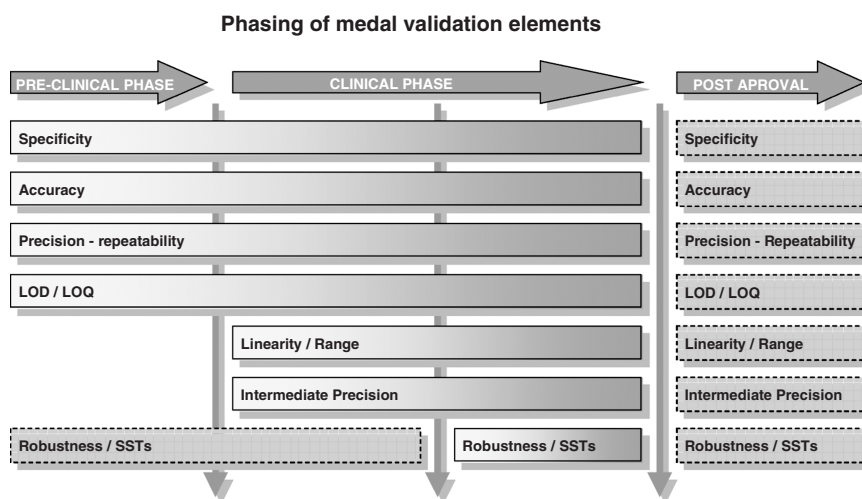 Phasing of medal validation elements
PRE-CLINICAL PHASE
CLINICAL PHASE
POST APROVAL
Specificity
Specificity
Accuracy
Accuracy
Precision - repeatability
Precision - Repeatability
LOD / LOQ
LOD / LOQ
Linearity / Range
Linearity / Range
Intermediate Precision
Intermediate Precision
Robustness / SSTs
Robustness / SSTs
Robustness / SSTs